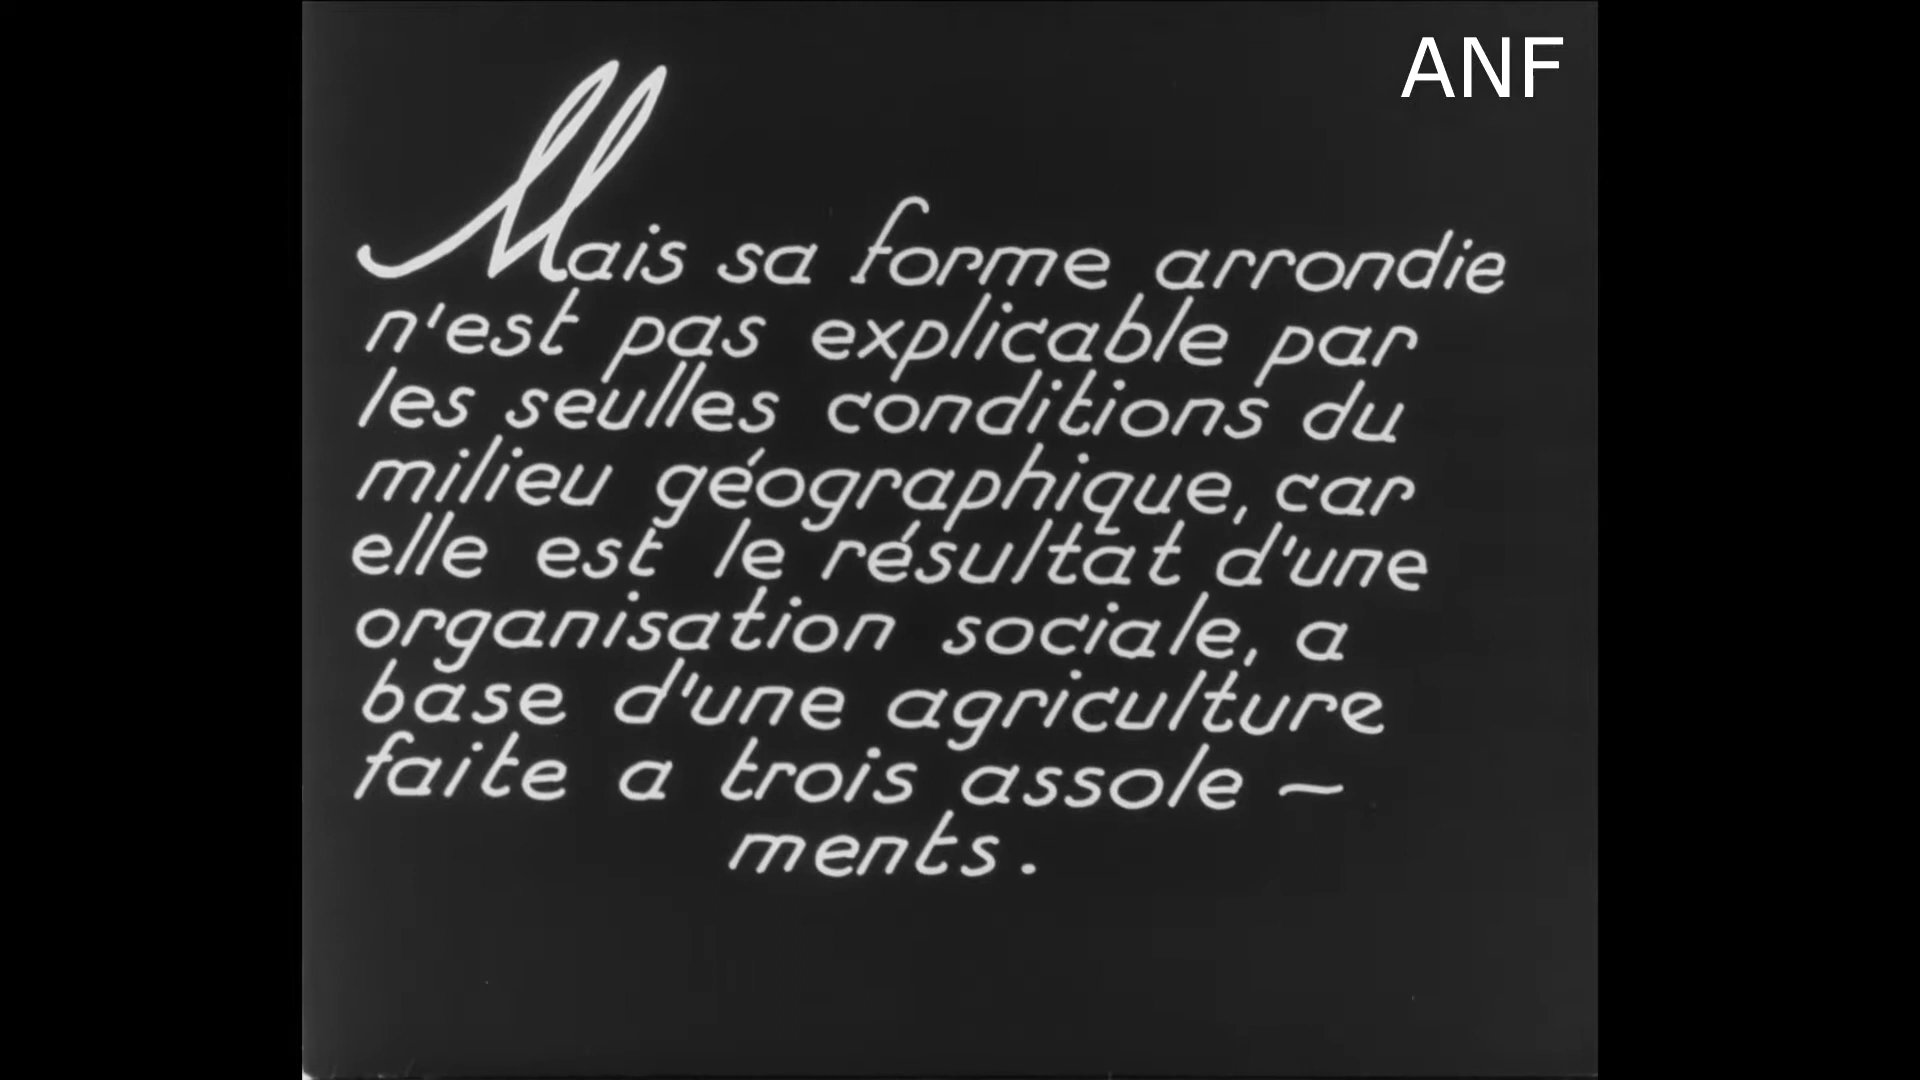 ANF
Mais sa forme arrondie
n'est pas explicable par
les seulles conditions du
milieu géographique, car
elle est le résultat d'une
organisation sociale, a
base d'une agriculture
faite a trois assole -
ments.